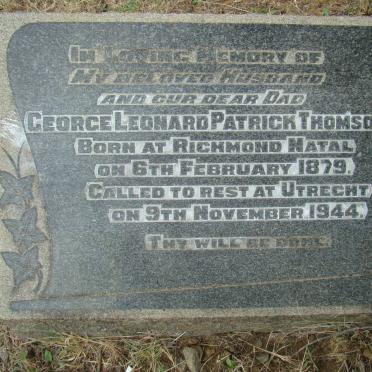 In Loving Memory of
My beloved Husband
and our dear Dad
George Leonard Patrick Thomso
Born at Richmond Natal
on 6th February 1879.
Called to rest at Utrecht
on 9th November 1944.
Thy will be done.